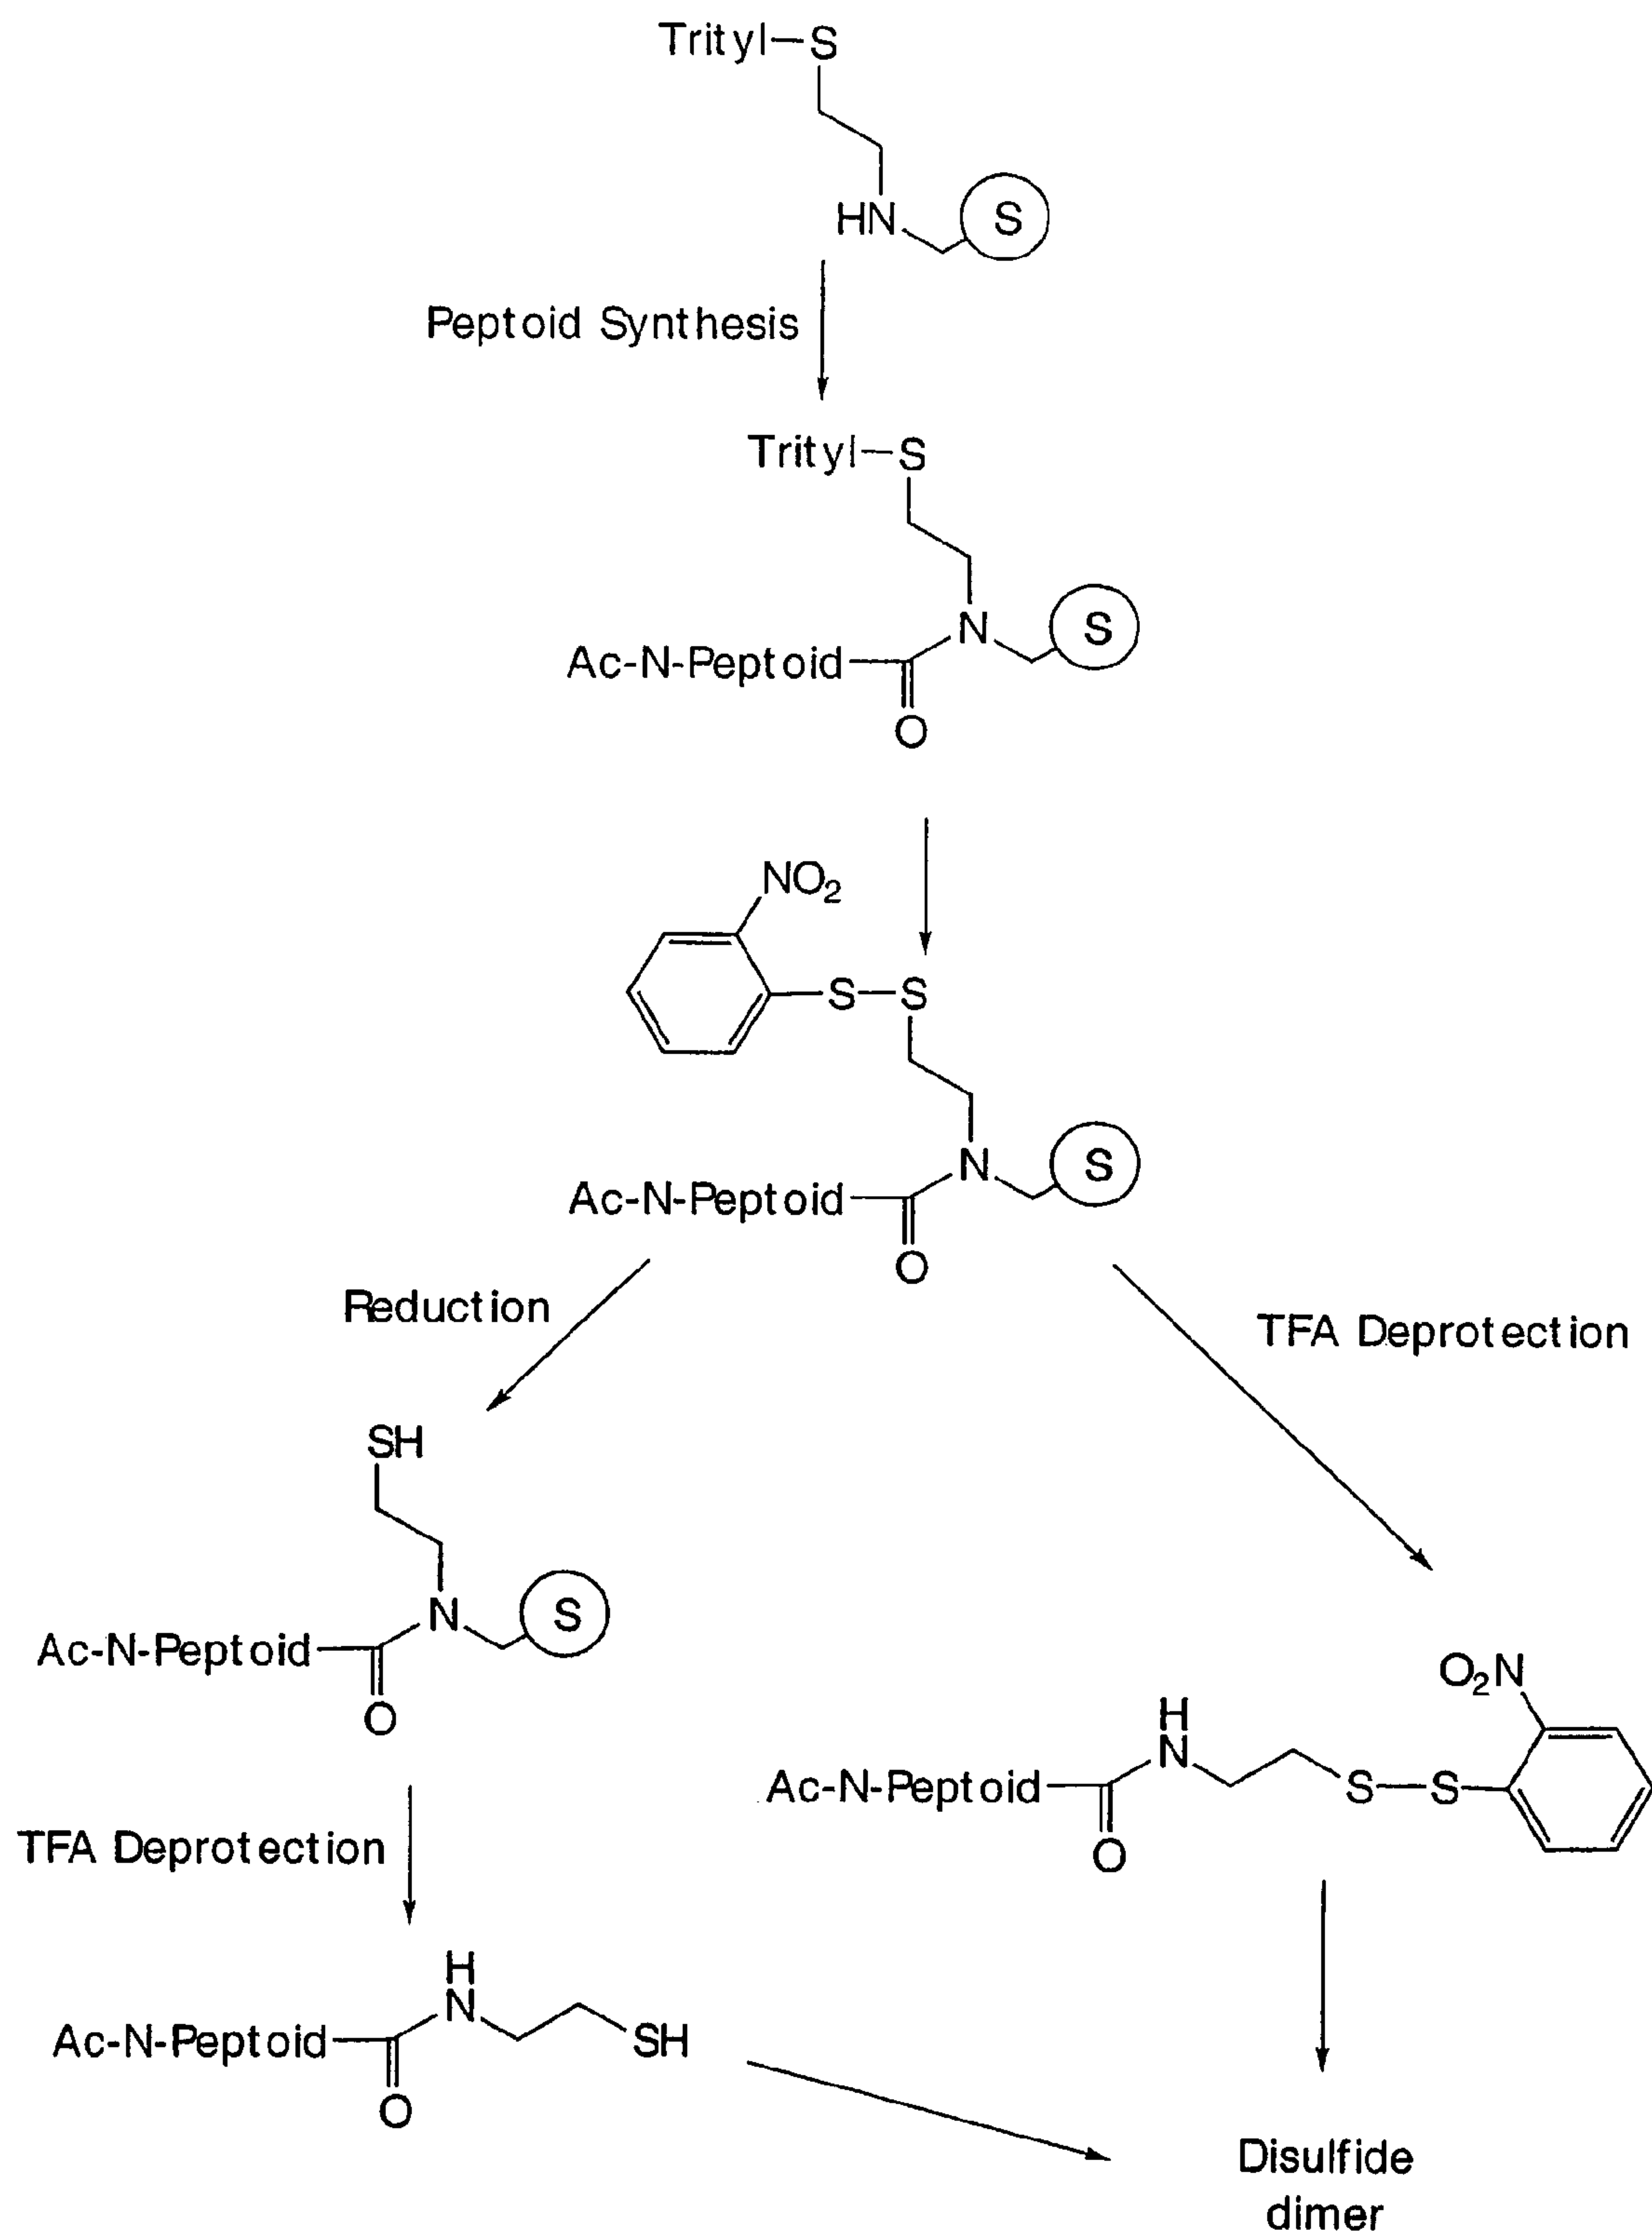 Trityl-S
HN
S
Peptoid Synthesis
Trityl-S
N
S
Ac-N-Peptoid
O
NO2
S-S
N
S
Ac-N-Peptoid
O
Reduction
TFA Deprotection
SH
N
S
Ac-N-Peptoid
O
O2N
H
N
Ac-N-Peptoid
S-S
O
TFA Deprotection
H
N
Ac-N-Peptoid
SH
O
Disulfide
dimer